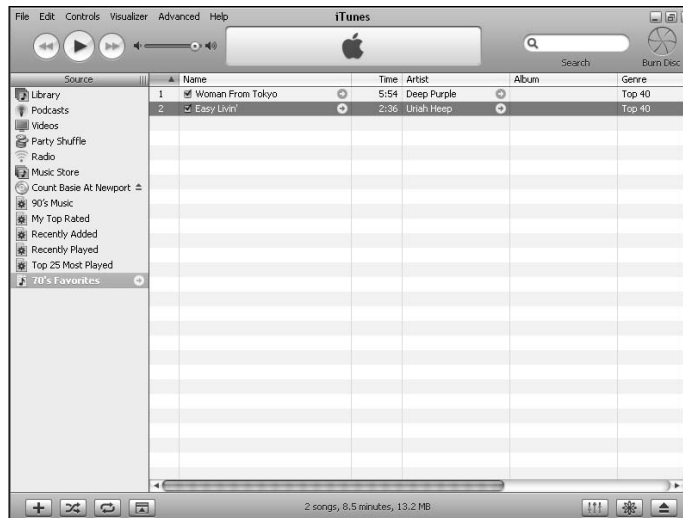 File Edit Controls Visualizer Advanced Help iTunes
Search Burn Disc
Source Name Time Artist Album Genre
Library
Podcasts
Videos
Party Shuffle
Radio
Music Store
Count Basie At Newport
90's Music
My Top Rated
Recently Added
Recently Played
Top 25 Most Played
70's Favorites
1 Woman From Tokyo 5:54 Deep Purple Top 40
2 Easy Livin' 2:36 Uriah Heep Top 40
2 songs, 8.5 minutes, 13.2 MB